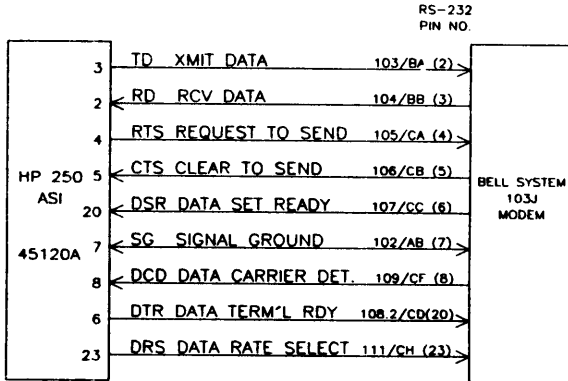 RS-232
PIN NO.
3 TD XMIT DATA 103/BA (2)
2 RD RCV DATA 104/BB (3)
4 RTS REQUEST TO SEND 105/CA (4)
HP 250 5 CTS CLEAR TO SEND 106/CB (5) BELL SYSTEM
ASI 20 DSR DATA SET READY 107/CC (6) 103J
MODEM
45120A 7 SG SIGNAL GROUND 102/AB (7)
8 DCD DATA CARRIER DET. 109/CF (8)
6 DTR DATA TERM'L RDY 108.2/CD(20)
23 DRS DATA RATE SELECT 111/CH (23)